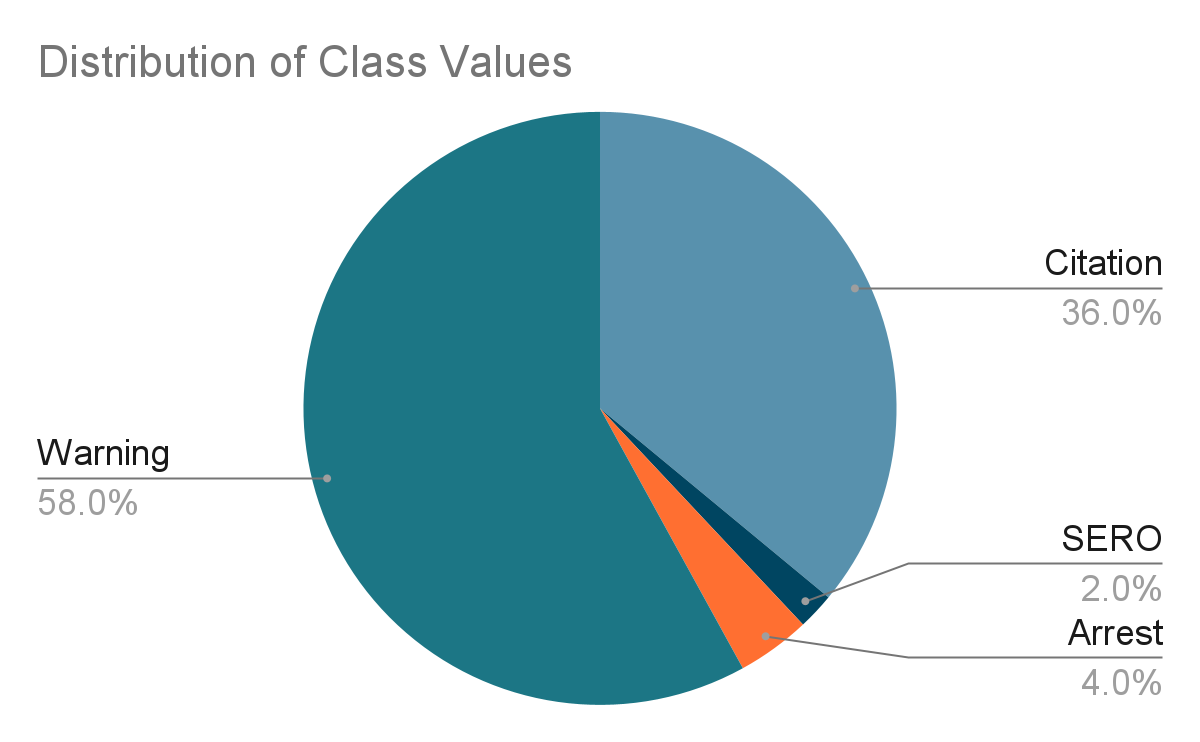 Distribution of Class Values
Citation
36.0%
Warning
58.0%
SERO
2.0%
Arrest
4.0%